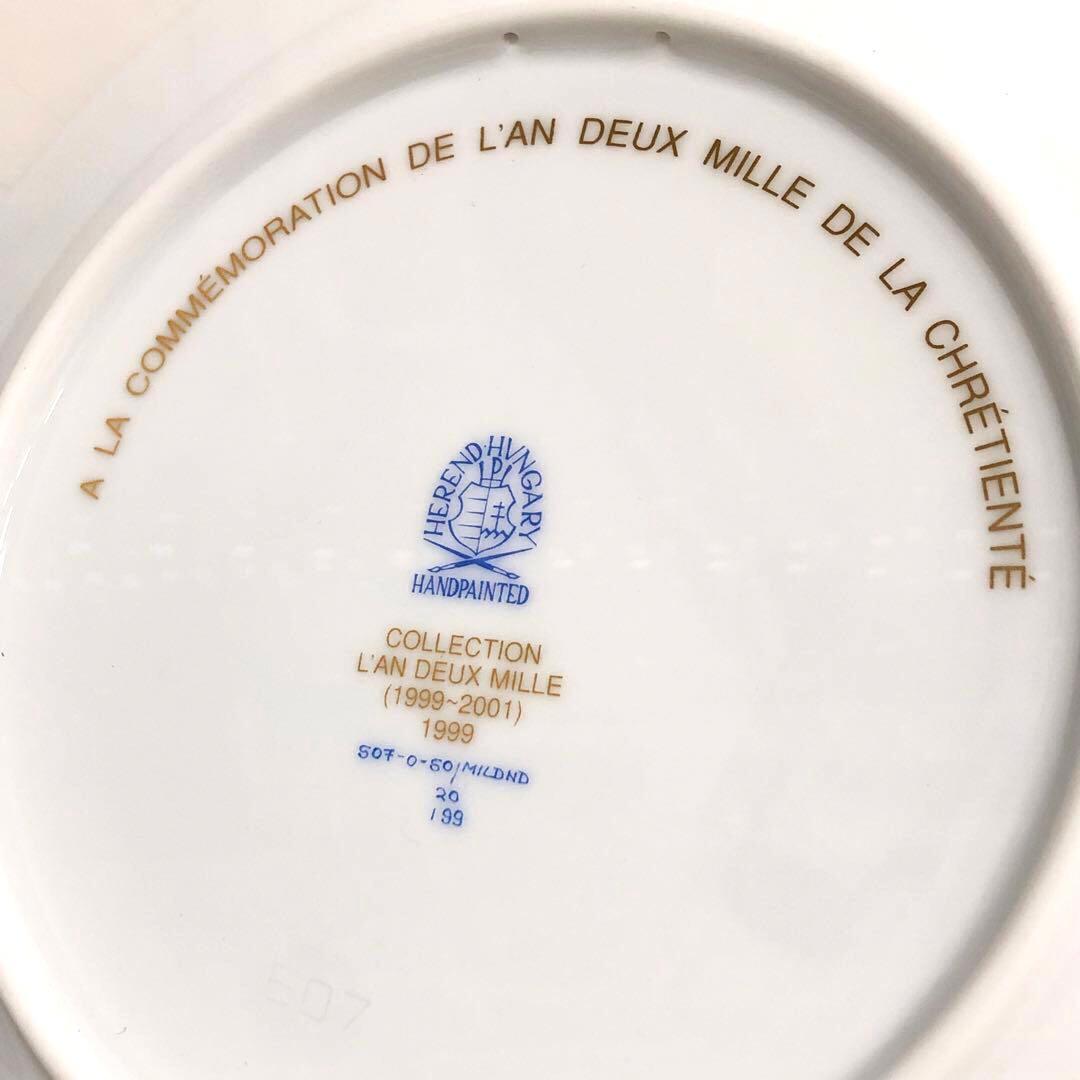 A LA COMMÉMORATION DE L'AN DEUX MILLE DE LA CHRÉTIENTÉ
HEREND·HVNGARY
P
HANDPAINTED
COLLECTION
L'AN DEUX MILLE
(1999~2001)
1999
507-0-50/MILDND
20
199
507